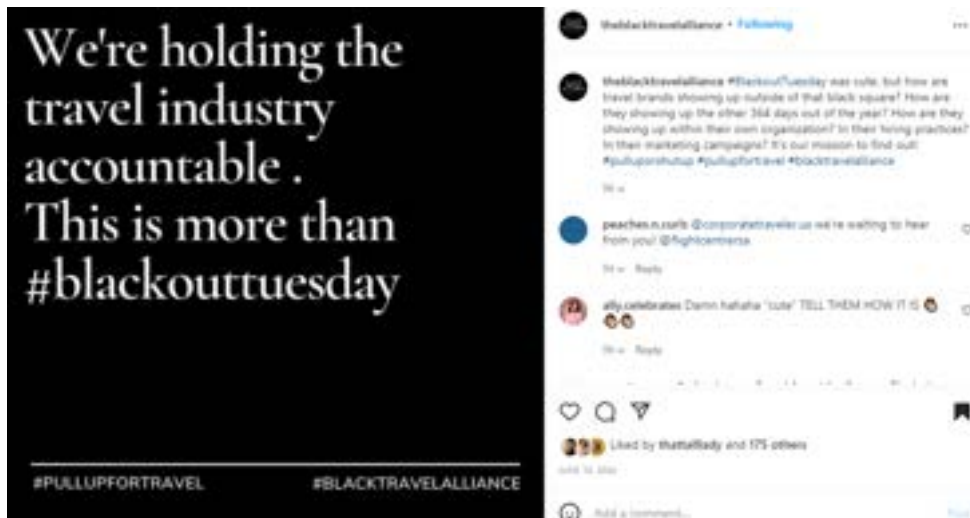 We're holding the
travel industry
accountable .
This is more than
#blackouttuesday
#PULLUPFORTRAVEL
#BLACKTRAVELALLIANCE
theblacktravelalliance • Following
theblacktravelalliance #BlackoutTuesday was cute, but how are
travel brands showing up outside of that black square? How are
they showing up the other 364 days out of the year? How are they
showing up within their own organization? In their hiring practices?
In their marketing campaigns? It's our mission to find out!
#pulluporshutup #pullupfortravel #blacktravelalliance
peaches.n.curls @corporatetraveler.us we're waiting to hear
from you! @flightcentrersa
Reply
ally.celebrates Damn hahaha "cute" TELL THEM HOW IT IS
Reply
Liked by and 175 others
Add a comment...